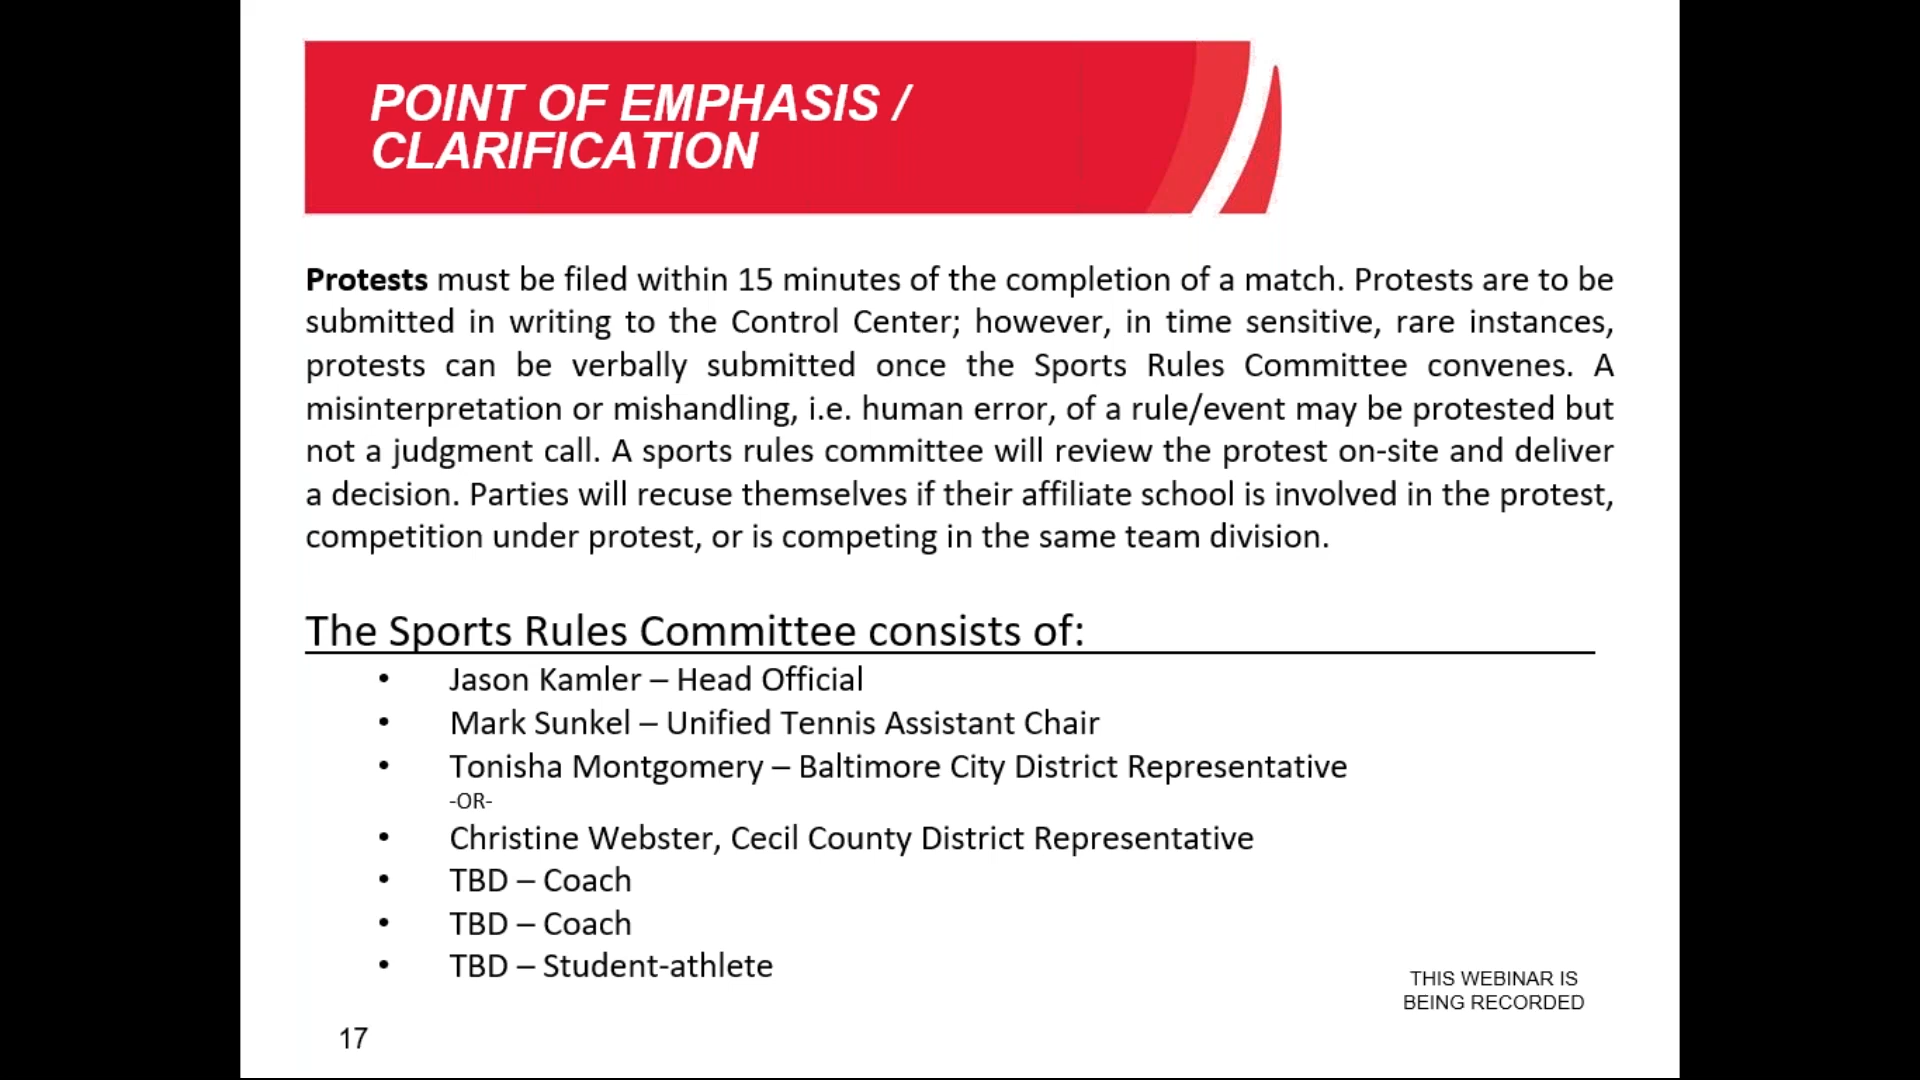 POINT OF EMPHASIS /
CLARIFICATION
Protests must be filed within 15 minutes of the completion of a match. Protests are to be
submitted in writing to the Control Center; however, in time sensitive, rare instances,
protests can be verbally submitted once the Sports Rules Committee convenes. A
misinterpretation or mishandling, i.e. human error, of a rule/event may be protested but
not a judgment call. A sports rules committee will review the protest on-site and deliver
a decision. Parties will recuse themselves if their affiliate school is involved in the protest,
competition under protest, or is competing in the same team division.
The Sports Rules Committee consists of:
• Jason Kamler – Head Official
• Mark Sunkel – Unified Tennis Assistant Chair
• Tonisha Montgomery – Baltimore City District Representative
-OR-
• Christine Webster, Cecil County District Representative
• TBD – Coach
• TBD – Coach
• TBD – Student-athlete
THIS WEBINAR IS
BEING RECORDED
17